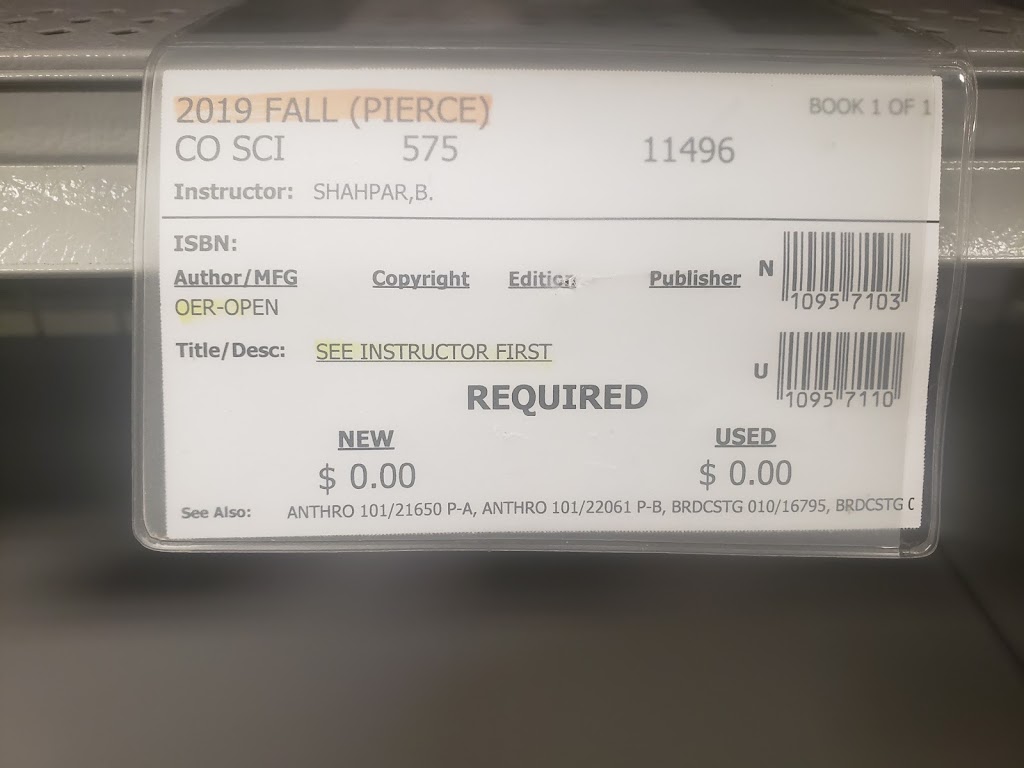 2019 FALL (PIERCE) BOOK 1 OF 1
CO SCI 575 11496
Instructor: SHAHPAR,B.
ISBN:
Author/MFG Copyright Edition Publisher N
OER-OPEN
1095 7103
Title/Desc: SEE INSTRUCTOR FIRST
U
1095 7110
REQUIRED
NEW USED
$ 0.00 $ 0.00
See Also: ANTHRO 101/21650 P-A, ANTHRO 101/22061 P-B, BRDCSTG 010/16795, BRDCSTG